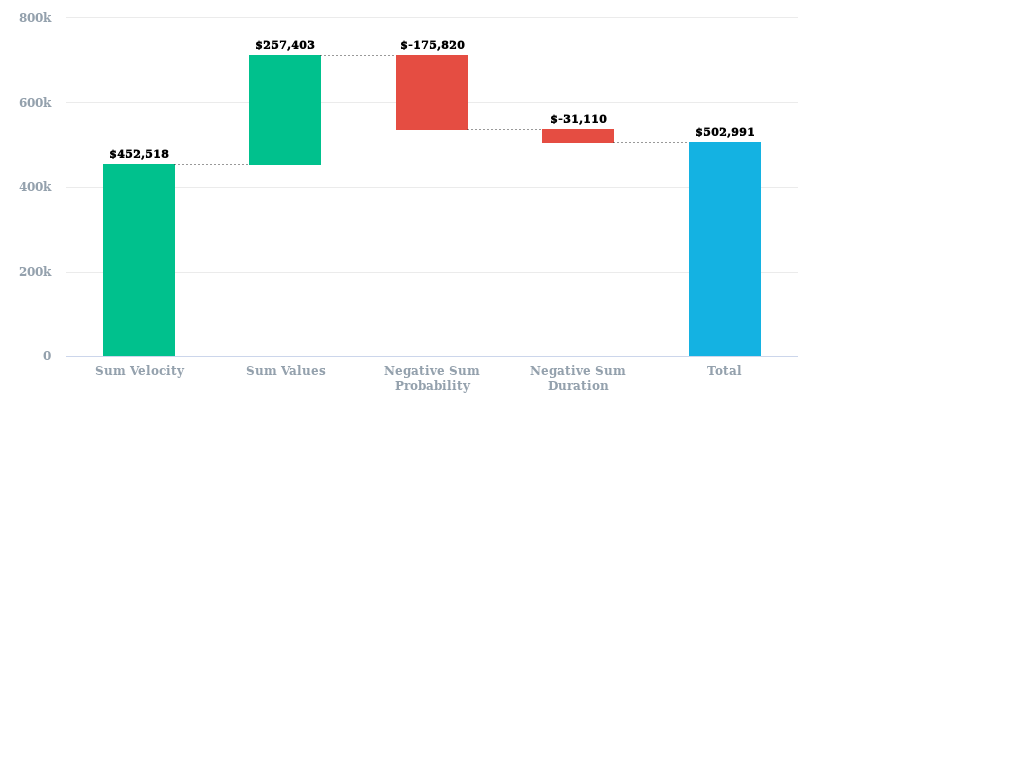 800k
600k
400k
200k
0
$452,518
$257,403
$-175,820
$-31,110
$502,991
Sum Velocity
Sum Values
Negative Sum
Probability
Negative Sum
Duration
Total